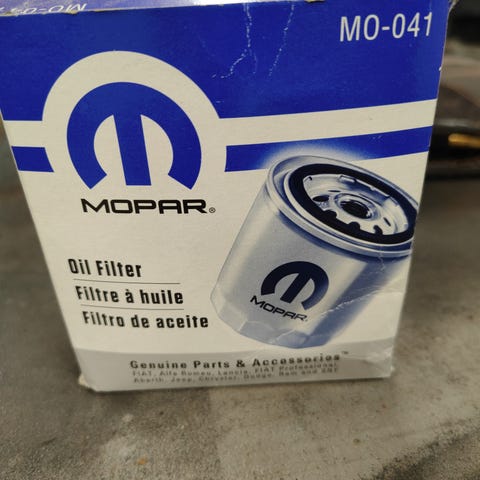 MO-041
MOPAR®
Oil Filter
Filtre à huile
Filtro de aceite
MOPAR
Genuine Parts & Accessories™
FIAT, Alfa Romeo, Lancia, FIAT Professional,
Abarth, Jeep, Chrysler, Dodge, Ram and SRT